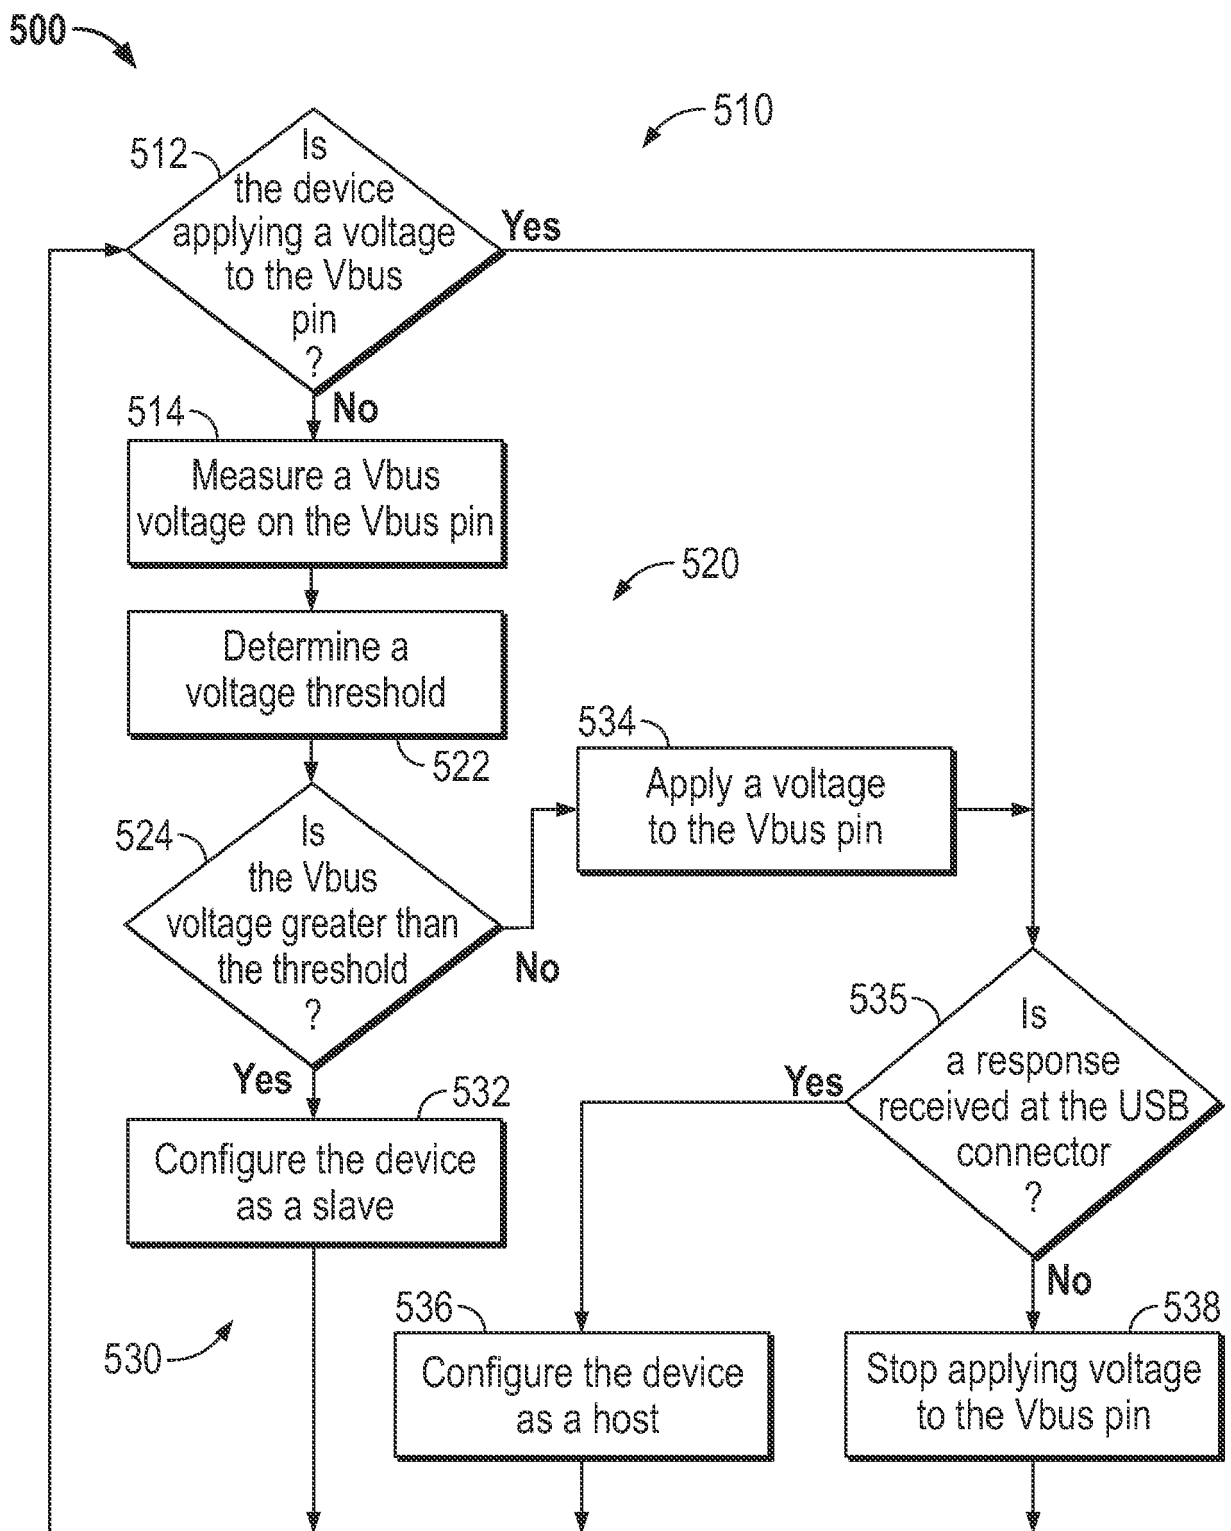 500
510
512
Is
the device
applying a voltage
to the Vbus
pin
?
Yes
No
514
Measure a Vbus
voltage on the Vbus pin
520
Determine a
voltage threshold
522
534
Apply a voltage
to the Vbus pin
524
Is
the Vbus
voltage greater than
the threshold
?
No
Yes
535
Is
a response
received at the USB
connector
?
Yes
No
532
Configure the device
as a slave
530
536
Configure the device
as a host
538
Stop applying voltage
to the Vbus pin